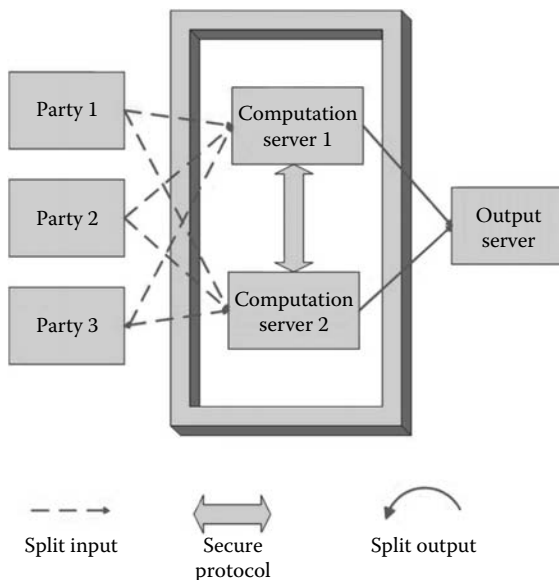 Party 1
Party 2
Party 3
Computation
server 1
Computation
server 2
Output
server
Split input
Secure
protocol
Split output